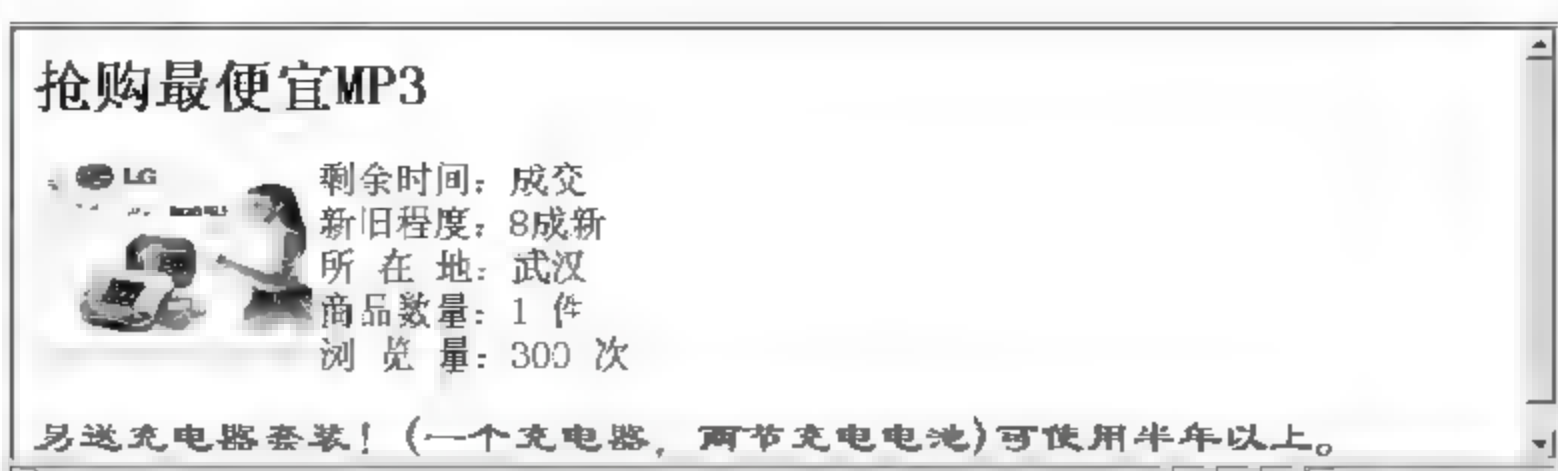 抢购最便宜MP3
LG
剩余时间：成交
新旧程度：8成新
所 在 地：武汉
商品数量：1 件
浏 览 量：300 次
易送充电器套装！(一个充电器，两节充电电池)可使用半年以上。